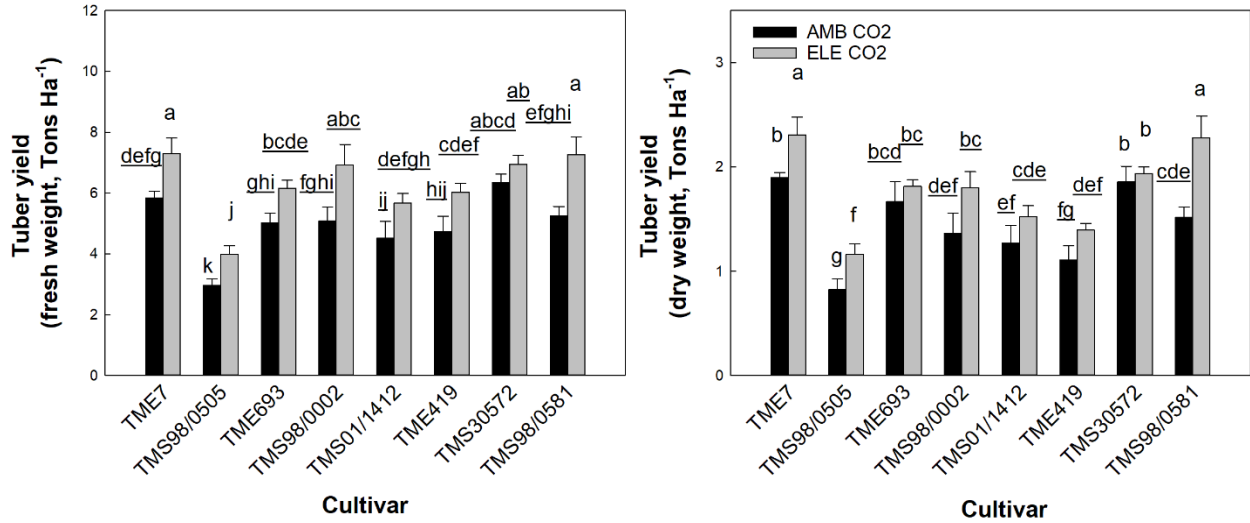 Tuber yield
(fresh weight, Tons Ha⁻¹)
12
10
8
6
4
2
0
defg
a
k
j
ghi
bcde
fghi
abc
ij
defgh
hij
cdef
abcd
ab
efghi
a
TME7
TMS98/0505
TME693
TMS98/0002
TMS01/1412
TME419
TMS30572
TMS98/0581
Cultivar
Tuber yield
(dry weight, Tons Ha⁻¹)
3
2
1
0
AMB CO2
ELE CO2
b
a
g
f
bcd
bc
def
bc
ef
cde
fg
def
b
b
cde
a
TME7
TMS98/0505
TME693
TMS98/0002
TMS01/1412
TME419
TMS30572
TMS98/0581
Cultivar